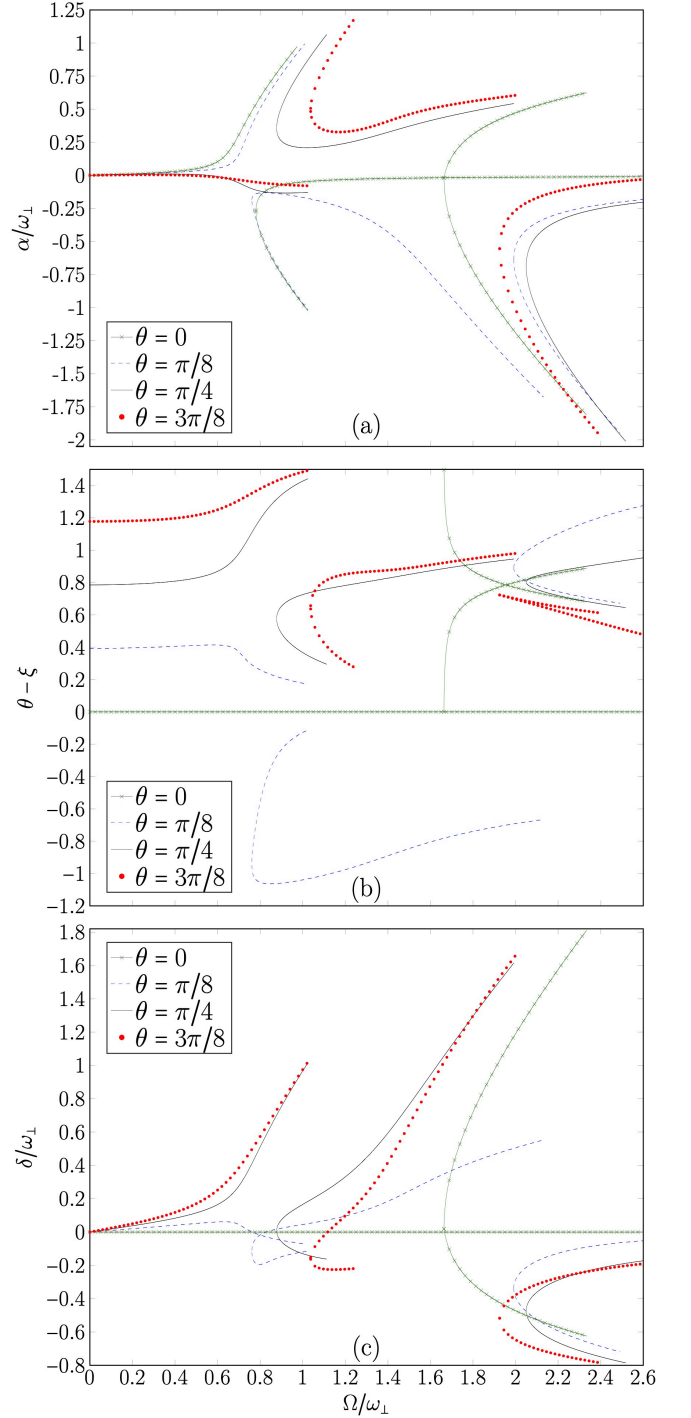 1.25
1
0.75
0.5
0.25
0
-0.25
-0.5
-0.75
-1
-1.25
-1.5
-1.75
-2
α/ω⊥
θ = 0
θ = π/8
θ = π/4
θ = 3π/8
(a)
1.4
1.2
1
0.8
0.6
0.4
0.2
0
−0.2
−0.4
−0.6
−0.8
−1
−1.2
θ − ξ
θ = 0
θ = π/8
θ = π/4
θ = 3π/8
(b)
1.8
1.6
1.4
1.2
1
0.8
0.6
0.4
0.2
0
-0.2
-0.4
-0.6
-0.8
δ/ω⊥
θ = 0
θ = π/8
θ = π/4
θ = 3π/8
(c)
0 0.2 0.4 0.6 0.8 1 1.2 1.4 1.6 1.8 2 2.2 2.4 2.6
Ω/ω⊥